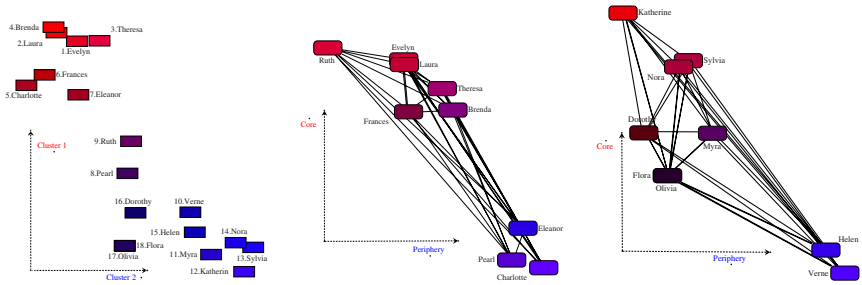 4.Brenda
3.Theresa
2.Laura
1.Evelyn
6.Frances
5.Charlotte
7.Eleanor
9.Ruth
Cluster 1
8.Pearl
16.Dorothy
10.Verne
15.Helen
14.Nora
18.Flora
17.Olivia
11.Myra
13.Sylvia
12.Katherin
Cluster 2
Evelyn
Ruth
Laura
Theresa
Brenda
Frances
Core
Eleanor
Periphery
Pearl
Charlotte
Katherine
Sylvia
Nora
Dorothy
Core
Myra
Flora
Olivia
Helen
Periphery
Verne